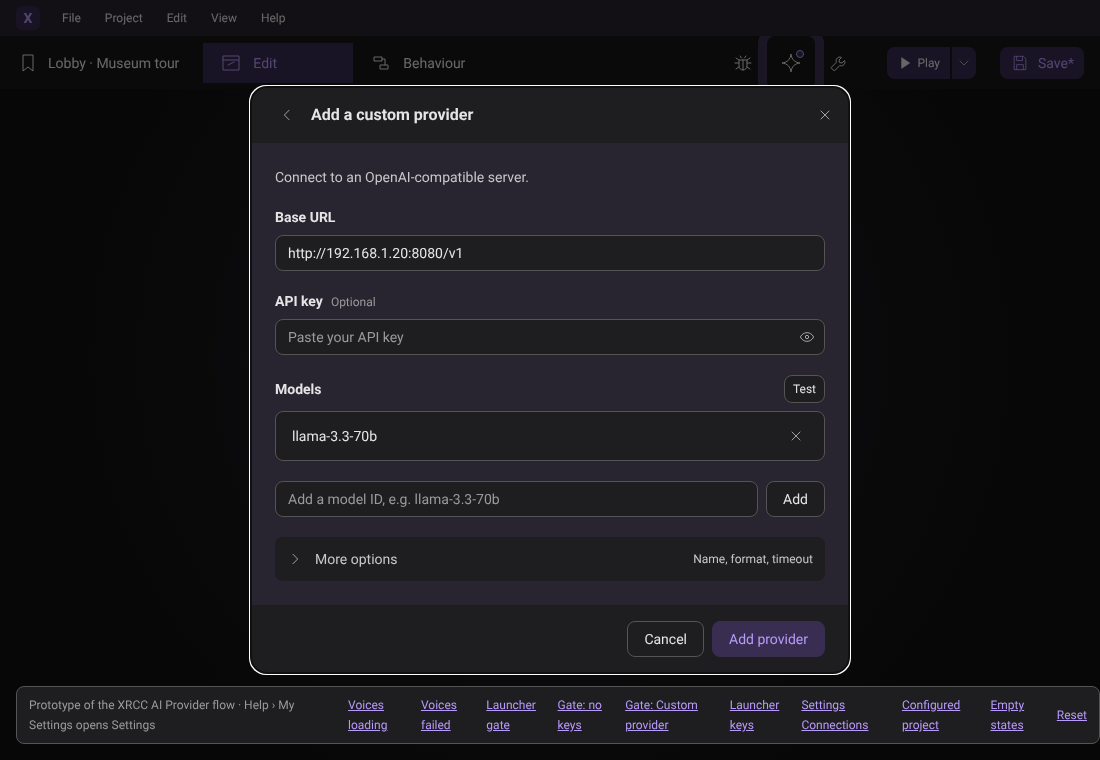 X File Project Edit View Help
Lobby · Museum tour Edit Behaviour Play Save*
Add a custom provider
Connect to an OpenAI-compatible server.
Base URL
http://192.168.1.20:8080/v1
API key Optional
Paste your API key
Models Test
llama-3.3-70b
Add a model ID, e.g. llama-3.3-70b Add
More options Name, format, timeout
Cancel Add provider
Prototype of the XRCC AI Provider flow · Help › My
Settings opens Settings
Voices
loading
Voices
failed
Launcher
gate
Gate: no
keys
Gate: Custom
provider
Launcher
keys
Settings
Connections
Configured
project
Empty
states
Reset